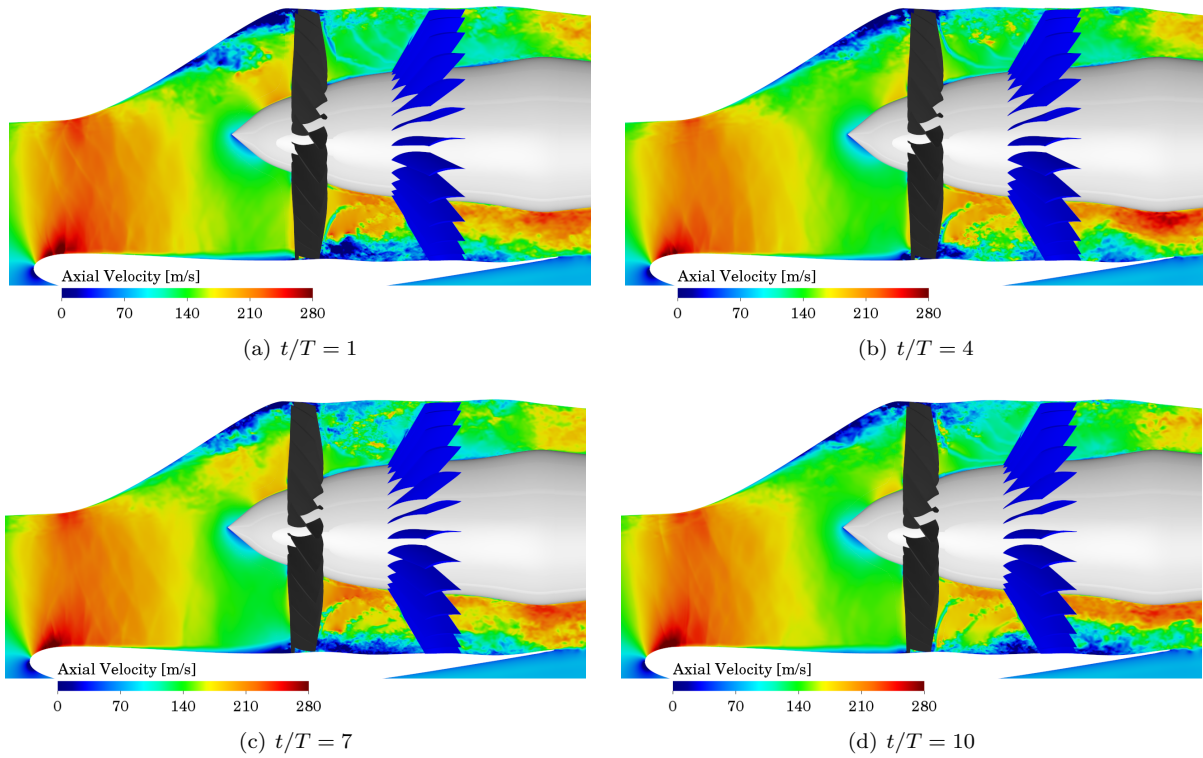 Axial Velocity [m/s]
0 70 140 210 280
(a) t/T = 1
Axial Velocity [m/s]
0 70 140 210 280
(b) t/T = 4
Axial Velocity [m/s]
0 70 140 210 280
(c) t/T = 7
Axial Velocity [m/s]
0 70 140 210 280
(d) t/T = 10